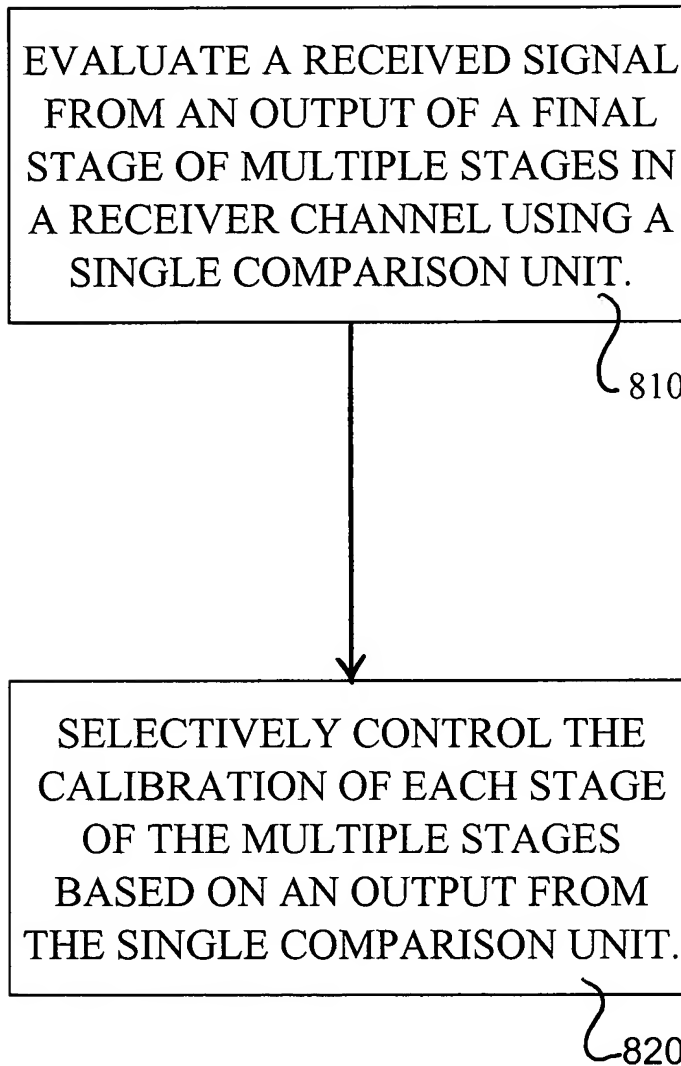 EVALUATE A RECEIVED SIGNAL
FROM AN OUTPUT OF A FINAL
STAGE OF MULTIPLE STAGES IN
A RECEIVER CHANNEL USING A
SINGLE COMPARISON UNIT.
810
SELECTIVELY CONTROL THE
CALIBRATION OF EACH STAGE
OF THE MULTIPLE STAGES
BASED ON AN OUTPUT FROM
THE SINGLE COMPARISON UNIT.
820